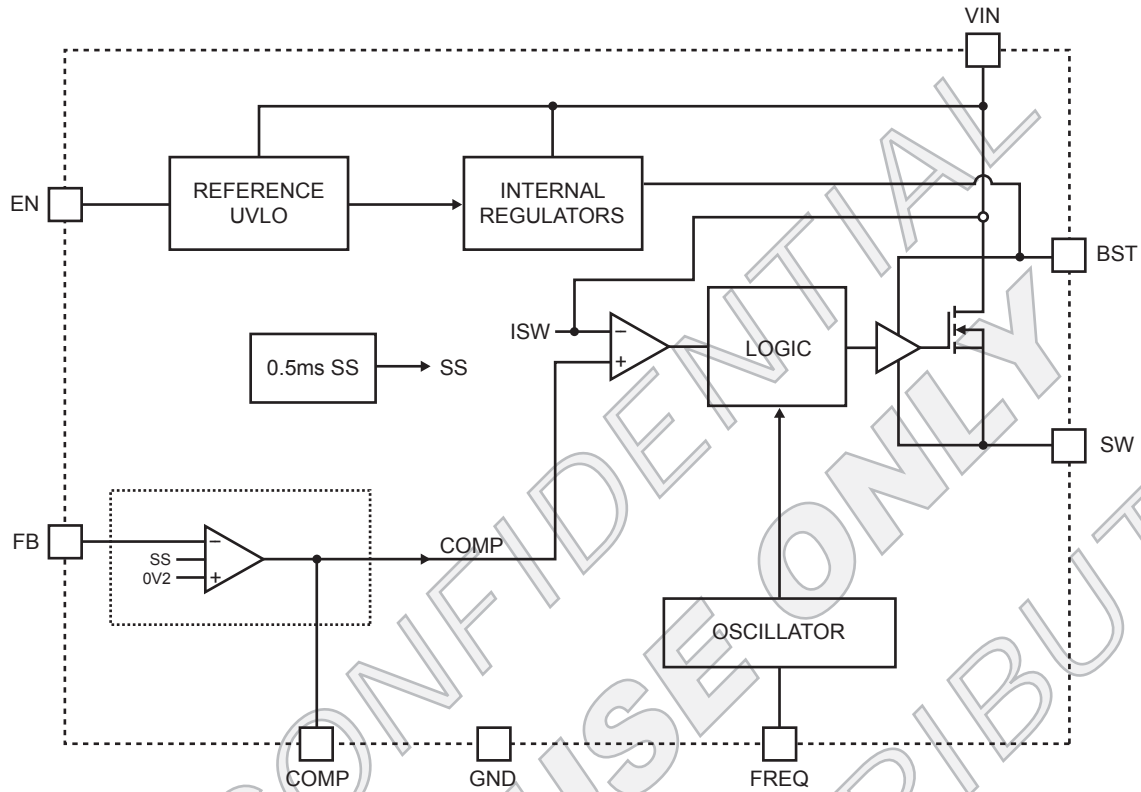 VIN
EN
REFERENCE
UVLO
INTERNAL
REGULATORS
BST
ISW
−
+
LOGIC
0.5ms SS
SS
SW
FB
−
SS
0V2
+
COMP
OSCILLATOR
COMP
GND
FREQ
CONFIDENTIAL
USE ONLY